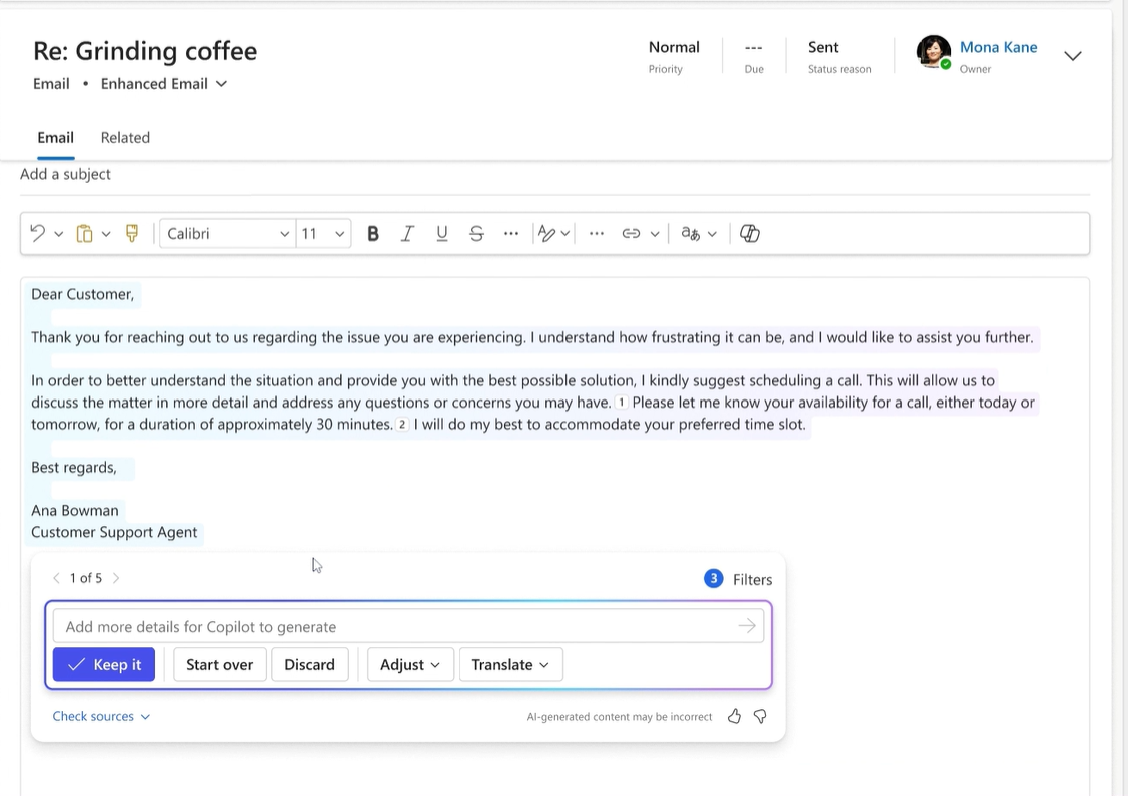 Re: Grinding coffee
Normal
Priority
---
Due
Sent
Status reason
Mona Kane
Owner
Email • Enhanced Email
Email Related
Add a subject
Calibri 11 B I U S ... ... aあ
Dear Customer,
Thank you for reaching out to us regarding the issue you are experiencing. I understand how frustrating it can be, and I would like to assist you further.
In order to better understand the situation and provide you with the best possible solution, I kindly suggest scheduling a call. This will allow us to
discuss the matter in more detail and address any questions or concerns you may have. 1 Please let me know your availability for a call, either today or
tomorrow, for a duration of approximately 30 minutes. 2 I will do my best to accommodate your preferred time slot.
Best regards,
Ana Bowman
Customer Support Agent
1 of 5
3 Filters
Add more details for Copilot to generate
Keep it Start over Discard Adjust Translate
Check sources
AI-generated content may be incorrect